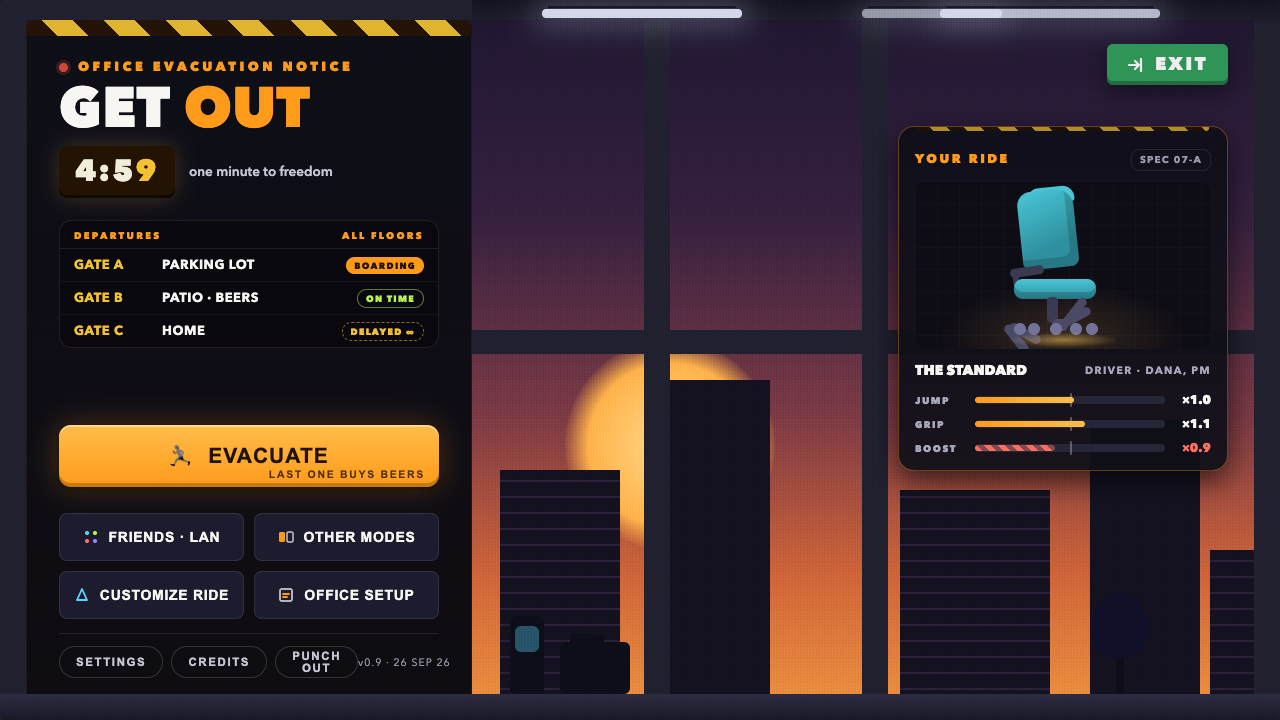 OFFICE EVACUATION NOTICE
GET OUT
4:59 one minute to freedom
DEPARTURES ALL FLOORS
GATE A PARKING LOT BOARDING
GATE B PATIO · BEERS ON TIME
GATE C HOME DELAYED ∞
EVACUATE
LAST ONE BUYS BEERS
FRIENDS · LAN OTHER MODES
CUSTOMIZE RIDE OFFICE SETUP
SETTINGS CREDITS PUNCH OUT v0.9 · 26 SEP 26
EXIT
YOUR RIDE SPEC 07-A
THE STANDARD DRIVER · DANA, PM
JUMP ×1.0
GRIP ×1.1
BOOST ×0.9